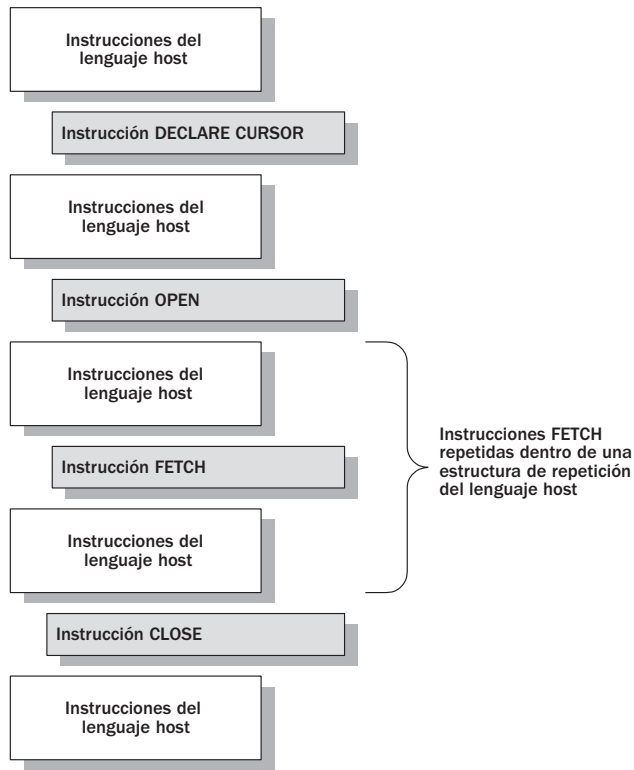 Instrucciones del
lenguaje host
Instrucción DECLARE CURSOR
Instrucciones del
lenguaje host
Instrucción OPEN
Instrucciones del
lenguaje host
Instrucción FETCH
Instrucciones del
lenguaje host
Instrucciones FETCH
repetidas dentro de una
estructura de repetición
del lenguaje host
Instrucción CLOSE
Instrucciones del
lenguaje host